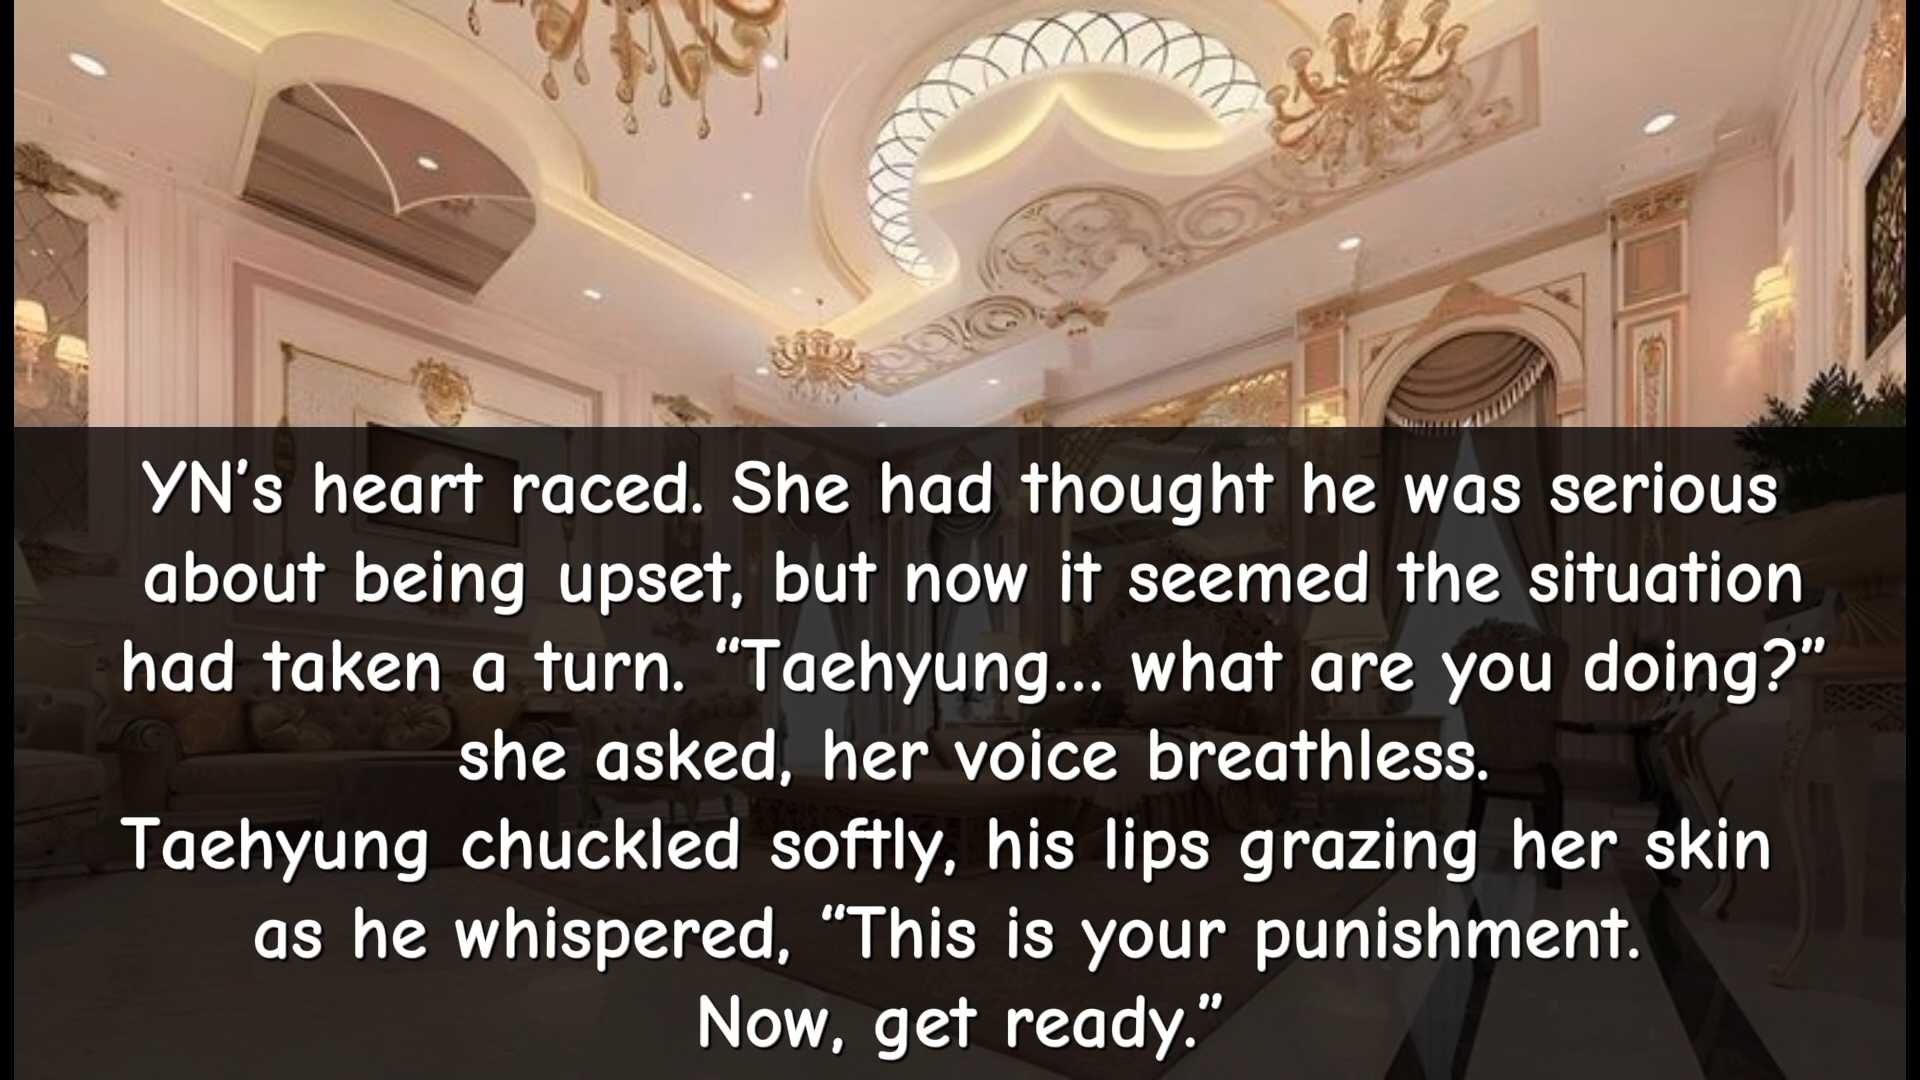 YN’s heart raced. She had thought he was serious
about being upset, but now it seemed the situation
had taken a turn. “Taehyung... what are you doing?”
she asked, her voice breathless.
Taehyung chuckled softly, his lips grazing her skin
as he whispered, “This is your punishment.
Now, get ready.”